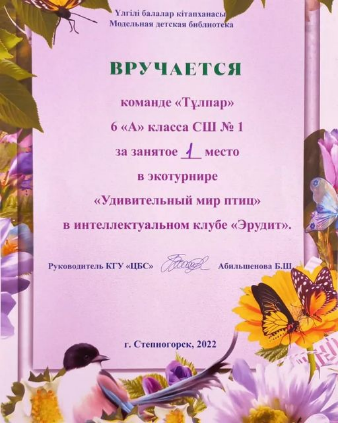 Үлгілі балалар кітапханасы
Модельная детская библиотека
ВРУЧАЕТСЯ
команде «Тұлпар»
6 «А» класса СШ № 1
за занятое 1 место
в экотурнире
«Удивительный мир птиц»
в интеллектуальном клубе «Эрудит».
Руководитель КГУ «ЦБС» Абильшенова Б.Ш.
г. Степногорск, 2022